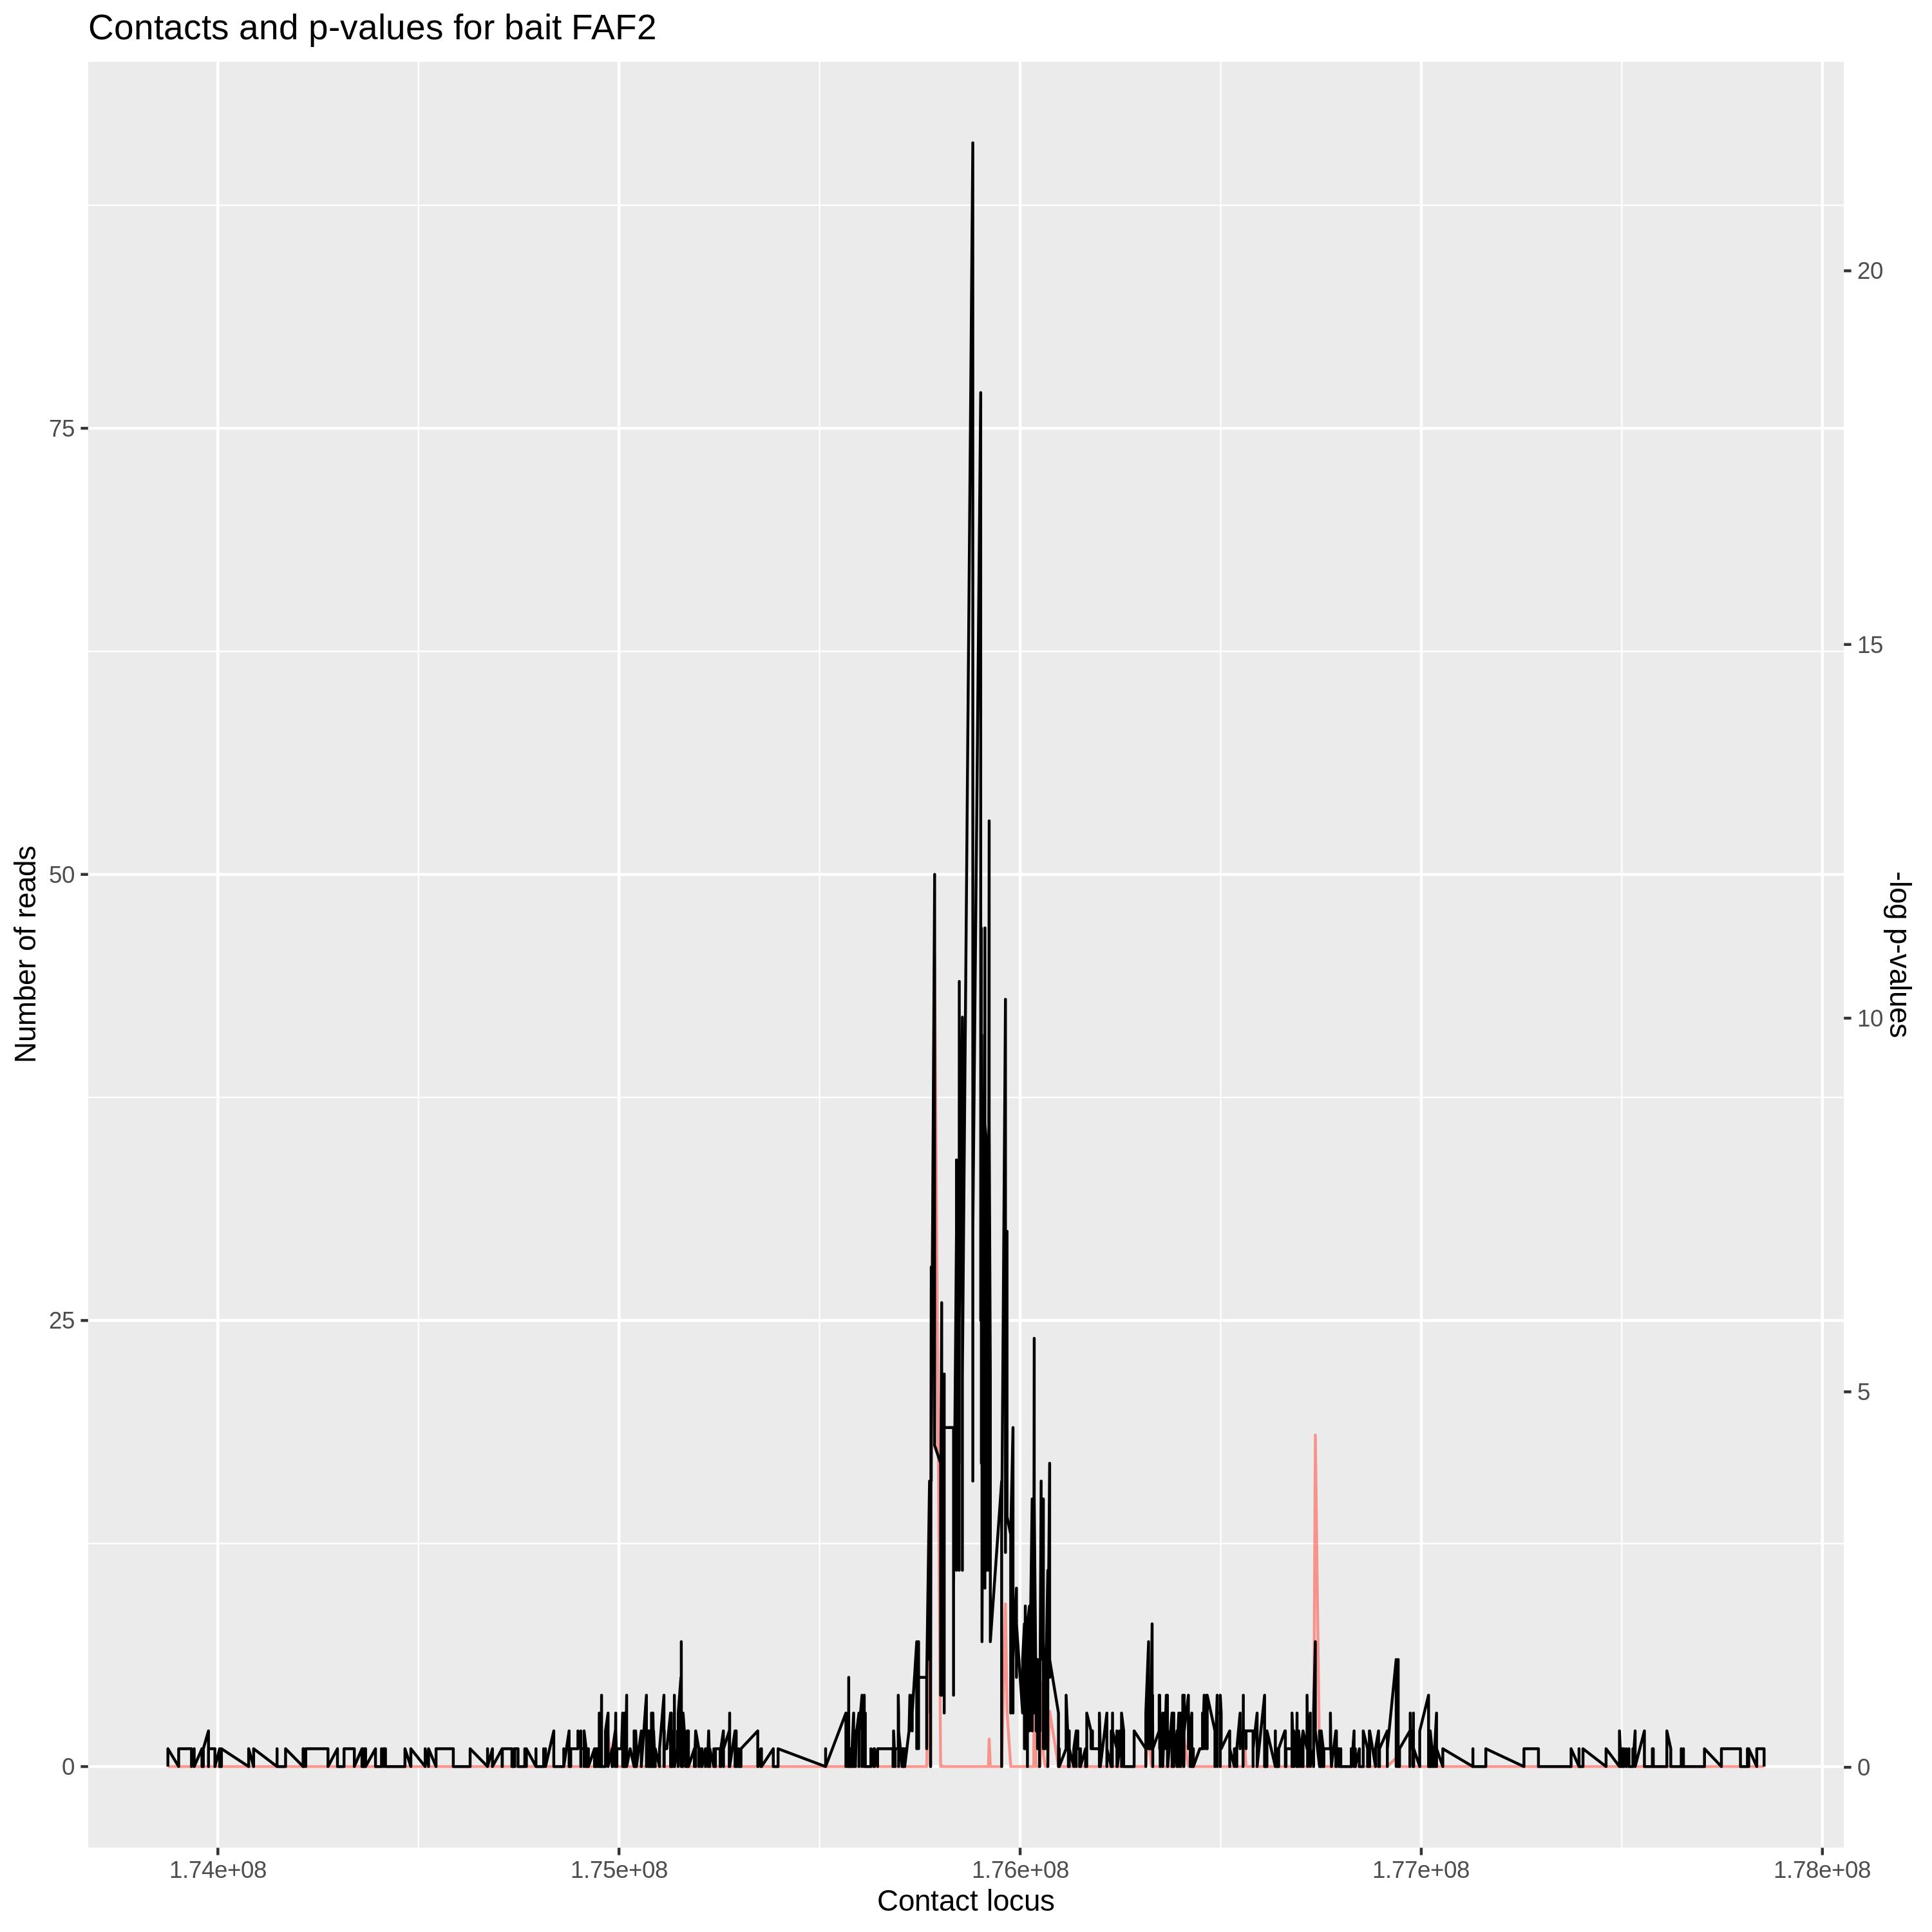 Contacts and p-values for bait FAF2
Number of reads
75
50
25
0
20
15
10
5
0
-log p-values
1.74e+08
1.75e+08
1.76e+08
1.77e+08
1.78e+08
Contact locus